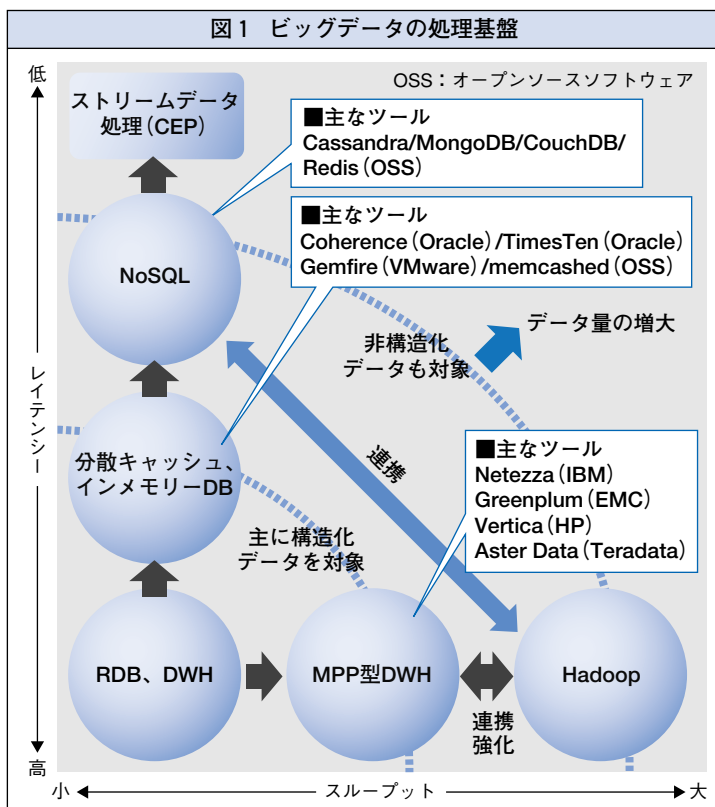 図1 ビッグデータの処理基盤
低
OSS：オープンソースソフトウェア
ストリームデータ
処理（CEP）
■主なツール
Cassandra/MongoDB/CouchDB/
Redis（OSS）
■主なツール
Coherence（Oracle）/TimesTen（Oracle）
Gemfire（VMware）/memcashed（OSS）
NoSQL
データ量の増大
非構造化
データも対象
レイテンシー
分散キャッシュ、
インメモリーDB
連携
■主なツール
Netezza（IBM）
Greenplum（EMC）
Vertica（HP）
Aster Data（Teradata）
主に構造化
データを対象
RDB、DWH
MPP型DWH
Hadoop
連携
強化
高
小
スループット
大